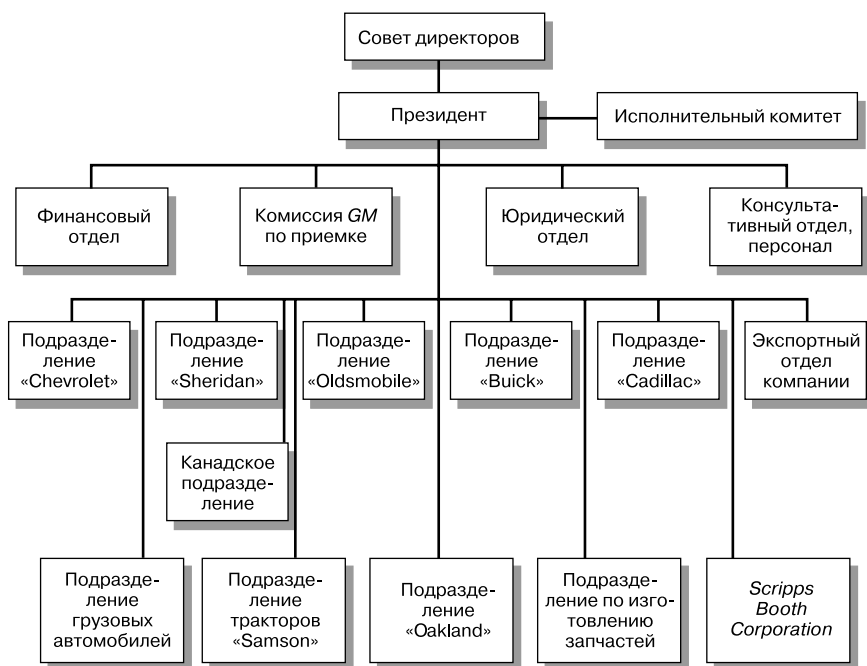 Совет директоров
Президент
Исполнительный комитет
Финансовый
отдел
Комиссия GM
по приемке
Юридический
отдел
Консульта-
тивный отдел,
персонал
Подразде-
ление
«Chevrolet»
Подразде-
ление
«Sheridan»
Подразде-
ление
«Oldsmobile»
Подразде-
ление
«Buick»
Подразде-
ление
«Cadillac»
Экспортный
отдел
компании
Канадское
подразде-
ление
Подразде-
ление
грузовых
автомобилей
Подразде-
ление
тракторов
«Samson»
Подразде-
ление
«Oakland»
Подразде-
ление по изго-
товлению
запчастей
Scripps
Booth
Corporation